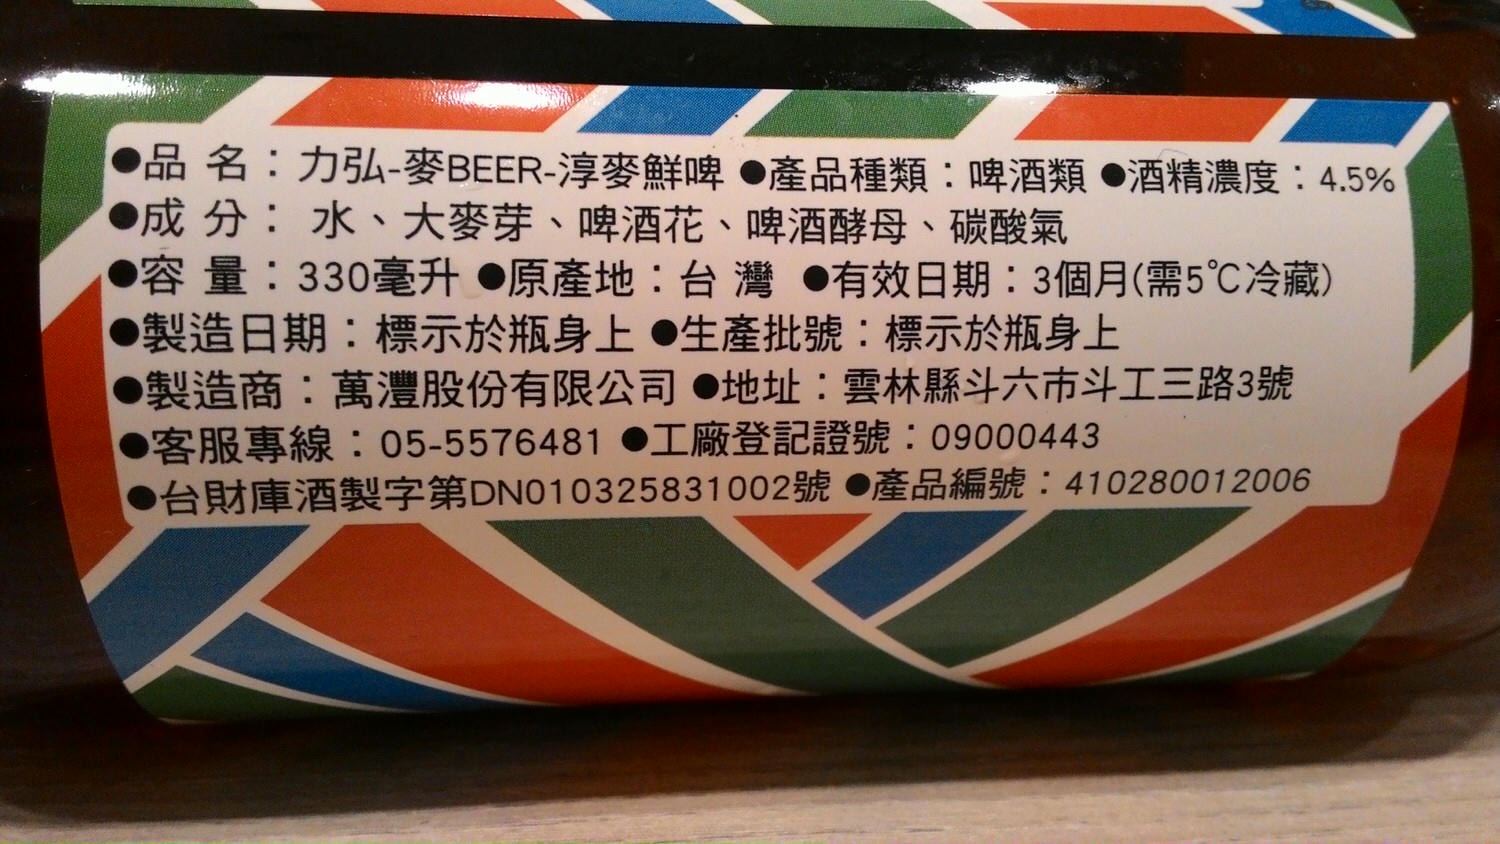 ●品 名：力弘-麥BEER-淳麥鮮啤 ●產品種類：啤酒類 ●酒精濃度：4.5%
●成 分： 水、大麥芽、啤酒花、啤酒酵母、碳酸氣
●容 量：330毫升 ●原產地：台 灣 ●有效日期：3個月(需5℃冷藏)
●製造日期：標示於瓶身上 ●生產批號：標示於瓶身上
●製造商：萬灃股份有限公司 ●地址：雲林縣斗六市斗工三路3號
●客服專線：05-5576481 ●工廠登記證號：09000443
●台財庫酒製字第DN010325831002號 ●產品編號：410280012006